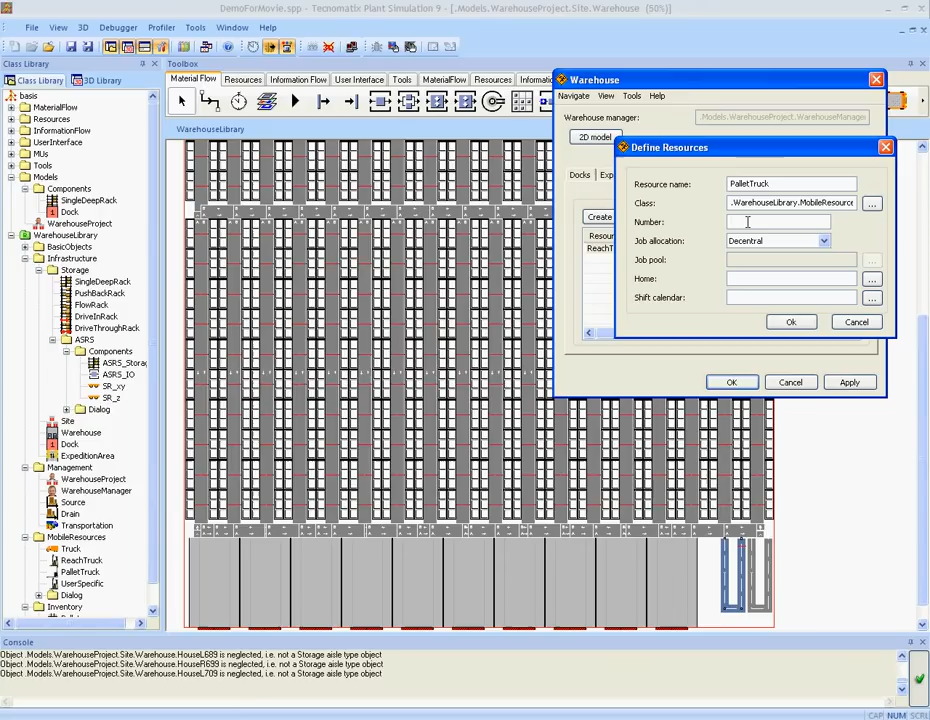 DemoForMovie.spp - Tecnomatix Plant Simulation 9 - [.Models.WarehouseProject.Site.Warehouse (50%)]
File View 3D Debugger Profiler Tools Window Help
Class Library
Toolbox
Class Library 3D Library
Material Flow Resources Information Flow User Interface Tools MaterialFlow Resources
WarehouseLibrary
basis
MaterialFlow
Resources
InformationFlow
UserInterface
MUs
Tools
Models
Components
SingleDeepRack
Dock
WarehouseProject
WarehouseLibrary
BasicObjects
Infrastructure
Storage
SingleDeepRack
PushBackRack
FlowRack
DriveInRack
DriveThroughRack
ASRS
Components
ASRS_Storag
ASRS_IO
SR_xy
SR_z
Dialog
Site
Warehouse
Dock
ExpeditionArea
Management
WarehouseProject
WarehouseManager
Source
Drain
Transportation
MobileResources
Truck
ReachTruck
PalletTruck
UserSpecific
Dialog
Inventory
Warehouse
Navigate View Tools Help
Warehouse manager: .Models.WarehouseProject.WarehouseManager
2D model
Docks Exp
Create
Resour
ReachT
OK Cancel Apply
Define Resources
Resource name: PalletTruck
Class: .WarehouseLibrary.MobileResource ...
Number:
Job allocation: Decentral
Job pool: ...
Home: ...
Shift calendar: ...
Ok Cancel
Console
Object .Models.WarehouseProject.Site.Warehouse.HouseL689 is neglected, i.e. not a Storage aisle type object
Object .Models.WarehouseProject.Site.Warehouse.HouseR699 is neglected, i.e. not a Storage aisle type object
Object .Models.WarehouseProject.Site.Warehouse.HouseL709 is neglected, i.e. not a Storage aisle type object
CAP NUM SCRL